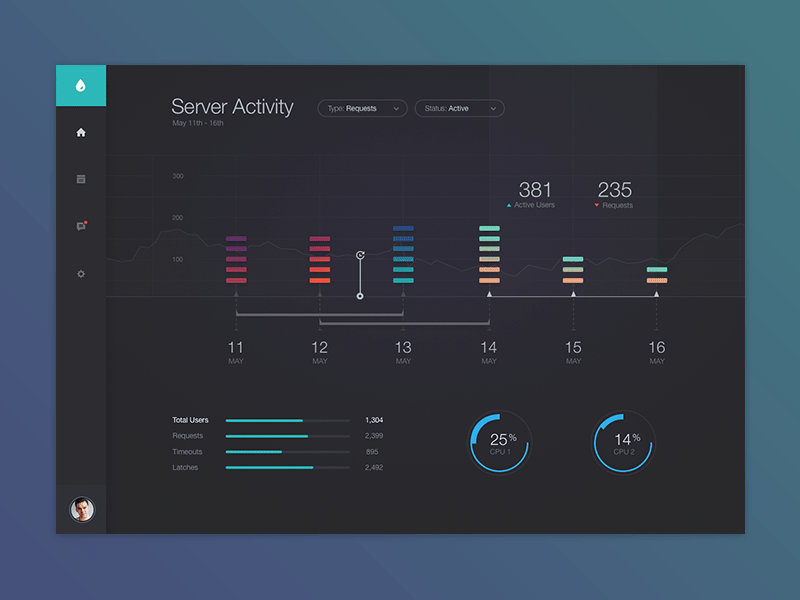 Server Activity
May 11th - 16th
Type: Requests
Status: Active
300
200
100
381
Active Users
235
Requests
11
MAY
12
MAY
13
MAY
14
MAY
15
MAY
16
MAY
Total Users 1,304
Requests 2,399
Timeouts 895
Latches 2,492
25%
CPU 1
14%
CPU 2